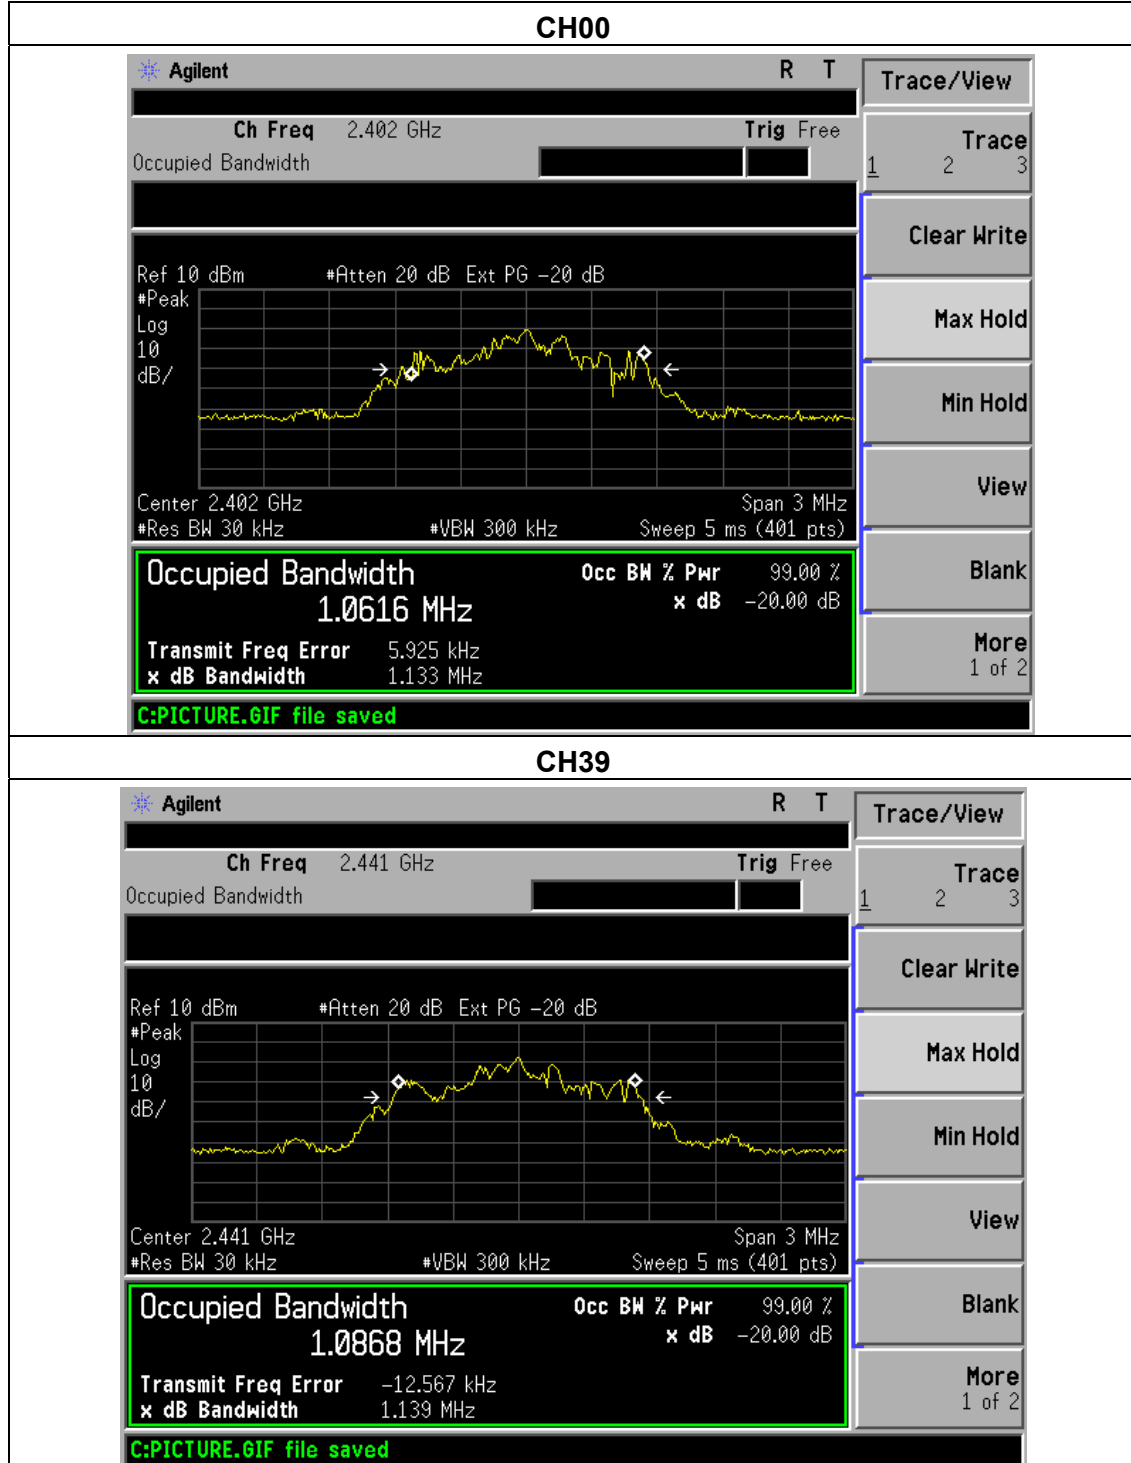 CH00
Agilent R T
Trace/View
Ch Freq 2.402 GHz Trig Free
Occupied Bandwidth
Trace
1 2 3
Clear Write
Ref 10 dBm #Atten 20 dB Ext PG -20 dB
#Peak
Log
10
dB/
Max Hold
Min Hold
View
Center 2.402 GHz Span 3 MHz
#Res BW 30 kHz #VBW 300 kHz Sweep 5 ms (401 pts)
Occupied Bandwidth Occ BW % Pwr 99.00 %
1.0616 MHz x dB -20.00 dB
Blank
Transmit Freq Error 5.925 kHz
x dB Bandwidth 1.133 MHz
More
1 of 2
C:PICTURE.GIF file saved
CH39
Agilent R T
Trace/View
Ch Freq 2.441 GHz Trig Free
Occupied Bandwidth
Trace
1 2 3
Clear Write
Ref 10 dBm #Atten 20 dB Ext PG -20 dB
#Peak
Log
10
dB/
Max Hold
Min Hold
View
Center 2.441 GHz Span 3 MHz
#Res BW 30 kHz #VBW 300 kHz Sweep 5 ms (401 pts)
Occupied Bandwidth Occ BW % Pwr 99.00 %
1.0868 MHz x dB -20.00 dB
Blank
Transmit Freq Error -12.567 kHz
x dB Bandwidth 1.139 MHz
More
1 of 2
C:PICTURE.GIF file saved